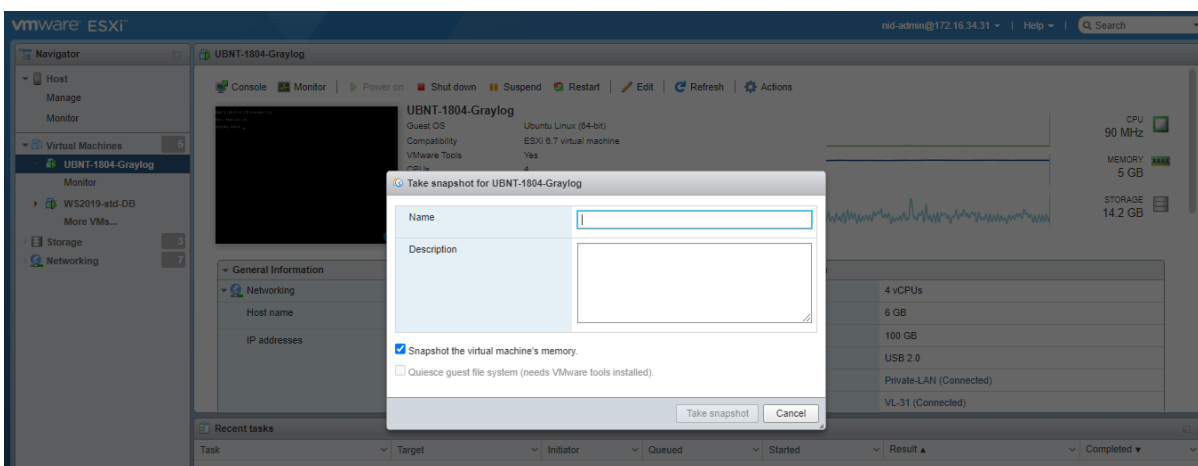 vmware ESXi™
nid-admin@172.16.34.31 | Help | Search
Navigator
Host
Manage
Monitor
Virtual Machines 5
UBNT-1804-Graylog
Monitor
WS2019-std-DB
More VMs...
Storage 3
Networking 7
UBNT-1804-Graylog
Console Monitor | Power on Shut down Suspend Restart | Edit | Refresh | Actions
UBNT-1804-Graylog
Guest OS Ubuntu Linux (64-bit)
Compatibility ESXi 6.7 virtual machine
VMware Tools Yes
CPUs 4
CPU
90 MHz
MEMORY
5 GB
STORAGE
14.2 GB
Take snapshot for UBNT-1804-Graylog
Name
Description
Snapshot the virtual machine's memory.
Quiesce guest file system (needs VMware tools installed).
Take snapshot Cancel
General Information
Networking
Host name
IP addresses
4 vCPUs
6 GB
100 GB
USB 2.0
Private-LAN (Connected)
VL-31 (Connected)
Recent tasks
Task Target Initiator Queued Started Result ▲ Completed ▼